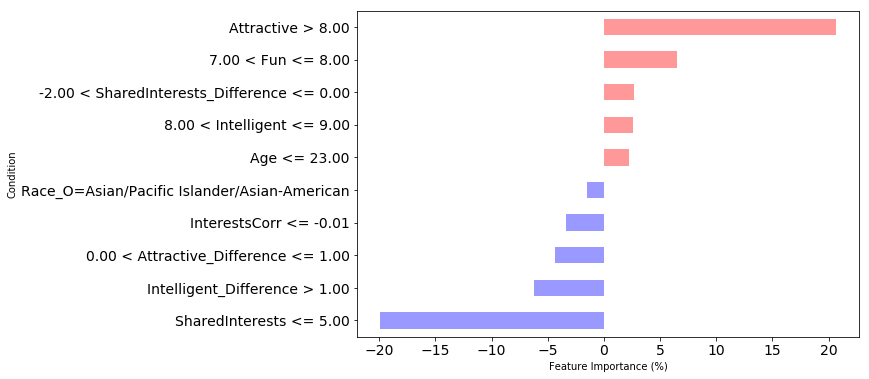 Attractive > 8.00
7.00 < Fun <= 8.00
-2.00 < SharedInterests_Difference <= 0.00
8.00 < Intelligent <= 9.00
Age <= 23.00
Race_O=Asian/Pacific Islander/Asian-American
InterestsCorr <= -0.01
0.00 < Attractive_Difference <= 1.00
Intelligent_Difference > 1.00
SharedInterests <= 5.00
Condition
−20 −15 −10 −5 0 5 10 15 20
Feature Importance (%)